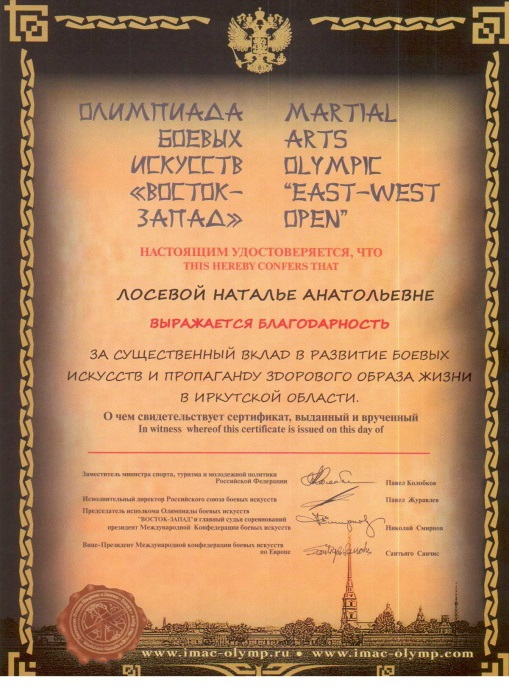 ОЛИМПИАДА
БОЕВЫХ
ИСКУССТВ
«ВОСТОК-
ЗАПАД»
MARTIAL
ARTS
OLYMPIC
"EAST-WEST
OPEN"
НАСТОЯЩИМ УДОСТОВЕРЯЕТСЯ, ЧТО
THIS HEREBY CONFERS THAT
ЛОСЕВОЙ НАТАЛЬЕ АНАТОЛЬЕВНЕ
ВЫРАЖАЕТСЯ БЛАГОДАРНОСТЬ
ЗА СУЩЕСТВЕННЫЙ ВКЛАД В РАЗВИТИЕ БОЕВЫХ
ИСКУССТВ И ПРОПАГАНДУ ЗДОРОВОГО ОБРАЗА ЖИЗНИ
В ИРКУТСКОЙ ОБЛАСТИ.
О чем свидетельствует сертификат, выданный и врученный
In witness whereof this certificate is issued on this day of
Заместитель министра спорта, туризма и молодежной политики
Российской Федерации
Павел Колобков
Исполнительный директор Российского союза боевых искусств
Павел Журавлев
Председатель исполкома Олимпиады боевых искусств
"ВОСТОК-ЗАПАД" и главный судья соревнований
президент Международной Конфедерации боевых искусств
Николай Смирнов
Вице-Президент Международной конфедерации боевых искусств
по Европе
Сантьяго Санчис
www.imac-olymp.ru www.imac-olymp.com